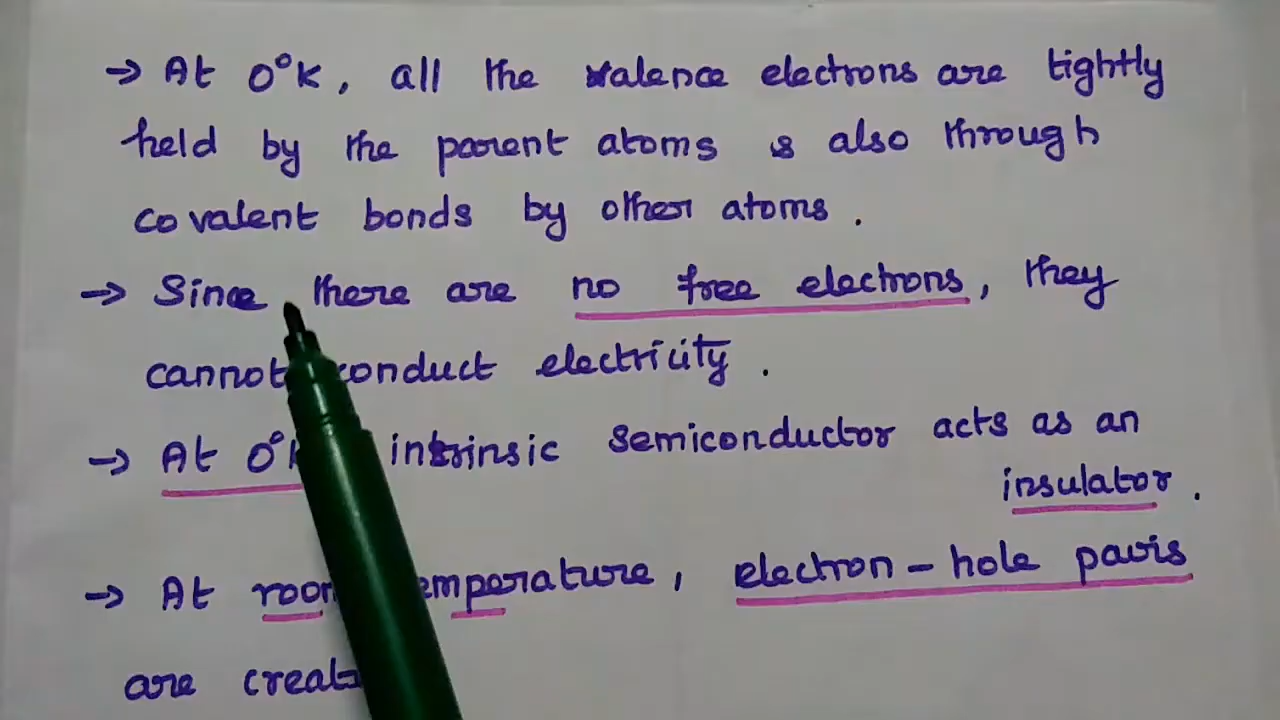 → At 0°K, all the valence electrons are tightly
held by the parent atoms & also through
covalent bonds by other atoms.
→ Since there are no free electrons, they
cannot conduct electricity.
→ At 0°K intrinsic semiconductor acts as an
insulator.
→ At room temperature, electron-hole pairs
are